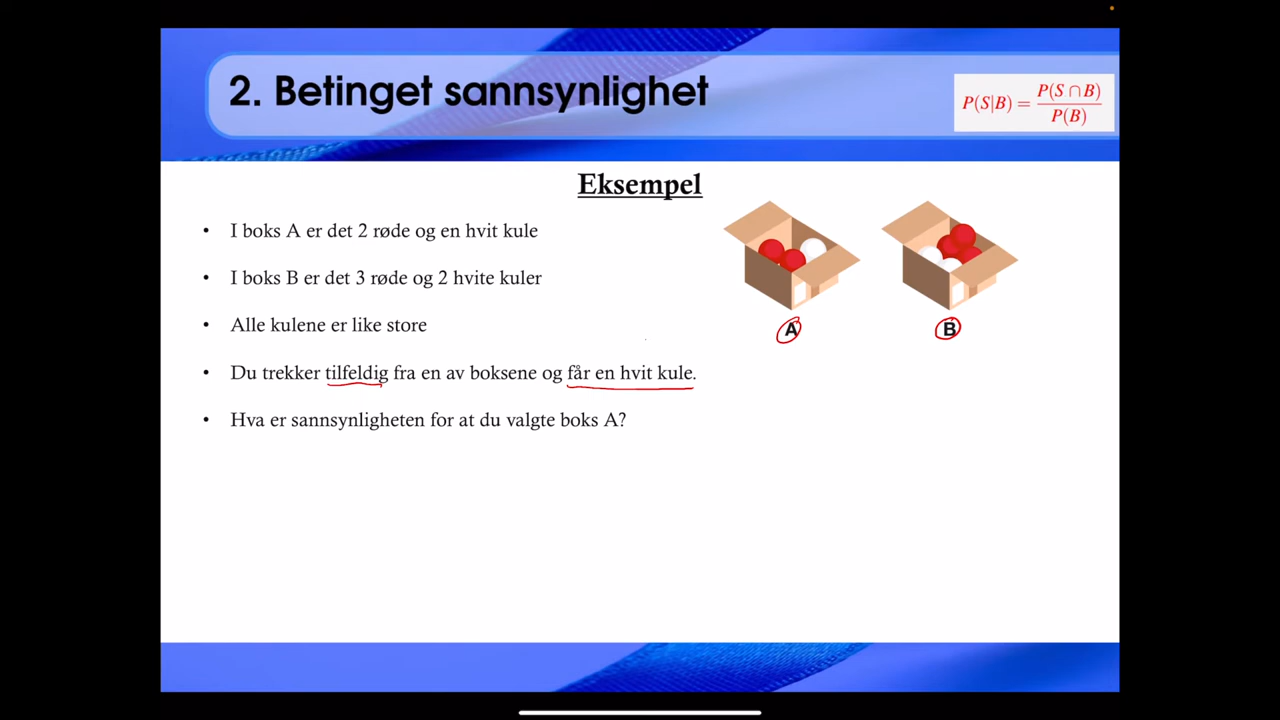 2. Betinget sannsynlighet
P(S|B) = P(S ∩ B) / P(B)
Eksempel
• I boks A er det 2 røde og en hvit kule
• I boks B er det 3 røde og 2 hvite kuler
• Alle kulene er like store
• Du trekker tilfeldig fra en av boksene og får en hvit kule.
• Hva er sannsynligheten for at du valgte boks A?
A
B